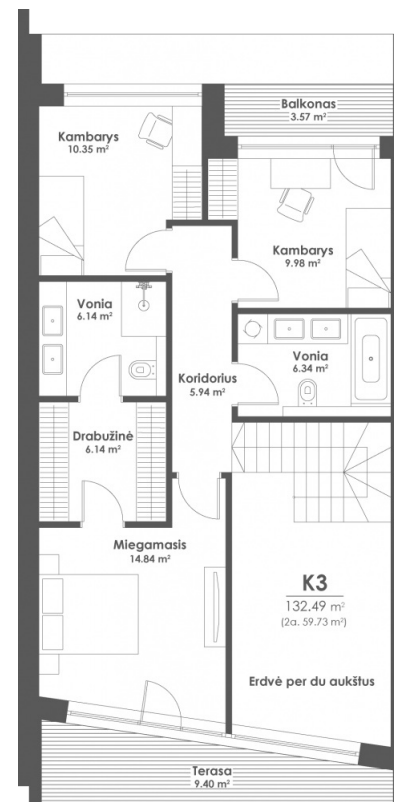 Balkonas
3.57 m²
Kambarys
10.35 m²
Kambarys
9.98 m²
Vonia
6.14 m²
Vonia
6.34 m²
Koridorius
5.94 m²
Drabužinė
6.14 m²
Miegamasis
14.84 m²
K3
132.49 m²
(2a. 59.73 m²)
Erdvė per du aukštus
Terasa
9.40 m²